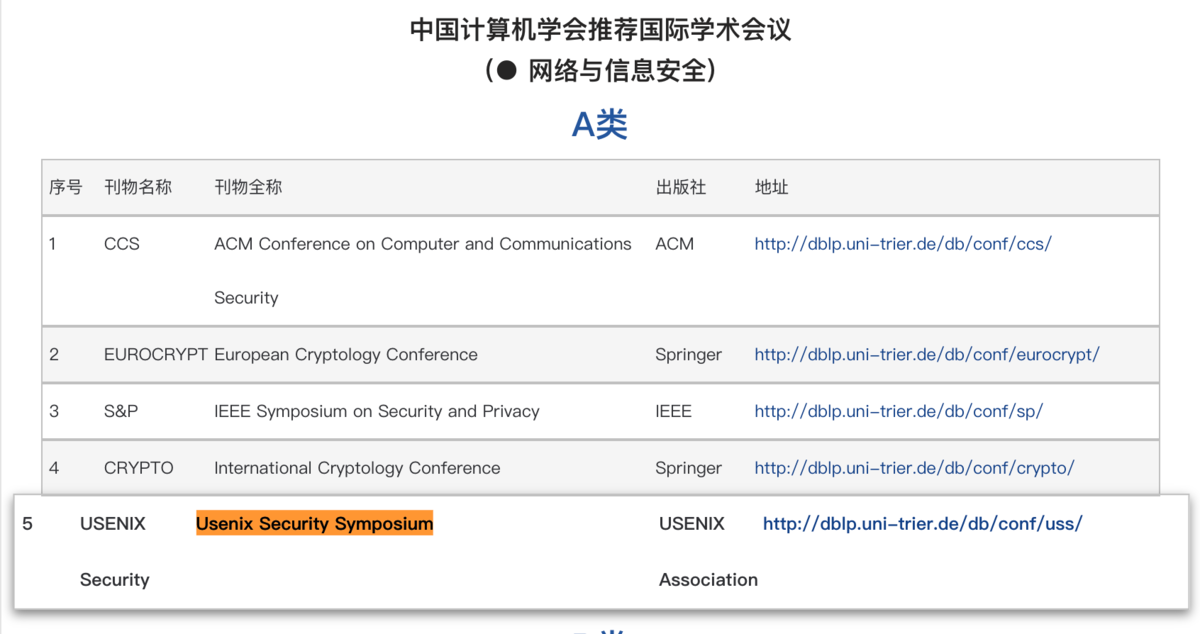 中国计算机学会推荐国际学术会议
(● 网络与信息安全)
A类
序号 刊物名称 刊物全称 出版社 地址
1 CCS ACM Conference on Computer and Communications ACM http://dblp.uni-trier.de/db/conf/ccs/
Security
2 EUROCRYPT European Cryptology Conference Springer http://dblp.uni-trier.de/db/conf/eurocrypt/
3 S&P IEEE Symposium on Security and Privacy IEEE http://dblp.uni-trier.de/db/conf/sp/
4 CRYPTO International Cryptology Conference Springer http://dblp.uni-trier.de/db/conf/crypto/
5 USENIX Usenix Security Symposium USENIX http://dblp.uni-trier.de/db/conf/uss/
Security Association